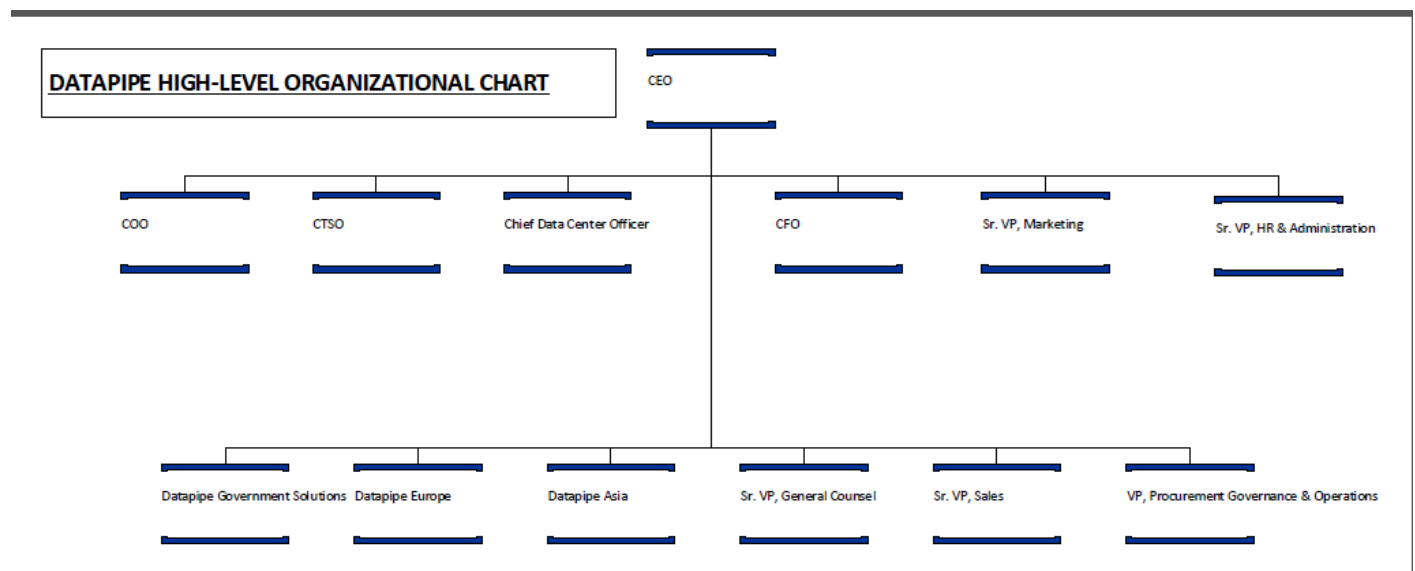 DATAPIPE HIGH-LEVEL ORGANIZATIONAL CHART
CEO
COO
CTSO
Chief Data Center Officer
CFO
Sr. VP, Marketing
Sr. VP, HR & Administration
Datapipe Government Solutions
Datapipe Europe
Datapipe Asia
Sr. VP, General Counsel
Sr. VP, Sales
VP, Procurement Governance & Operations